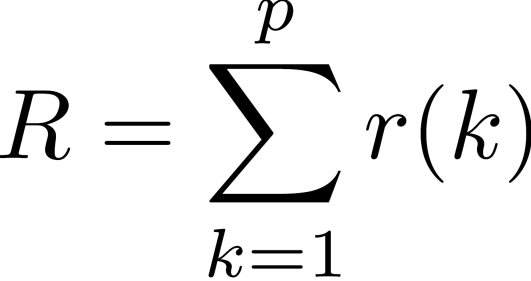 R = \sum_{k=1}^{p} r(k)